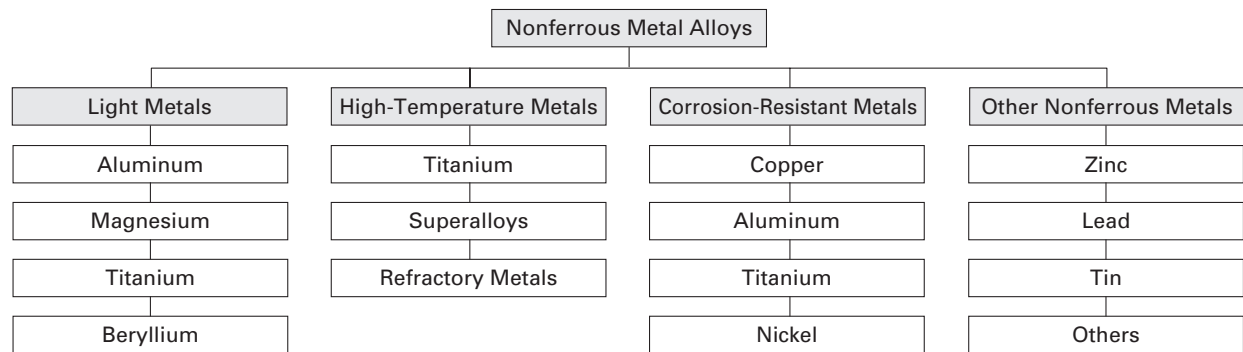 Nonferrous Metal Alloys
Light Metals
Aluminum
Magnesium
Titanium
Beryllium
High-Temperature Metals
Titanium
Superalloys
Refractory Metals
Corrosion-Resistant Metals
Copper
Aluminum
Titanium
Nickel
Other Nonferrous Metals
Zinc
Lead
Tin
Others